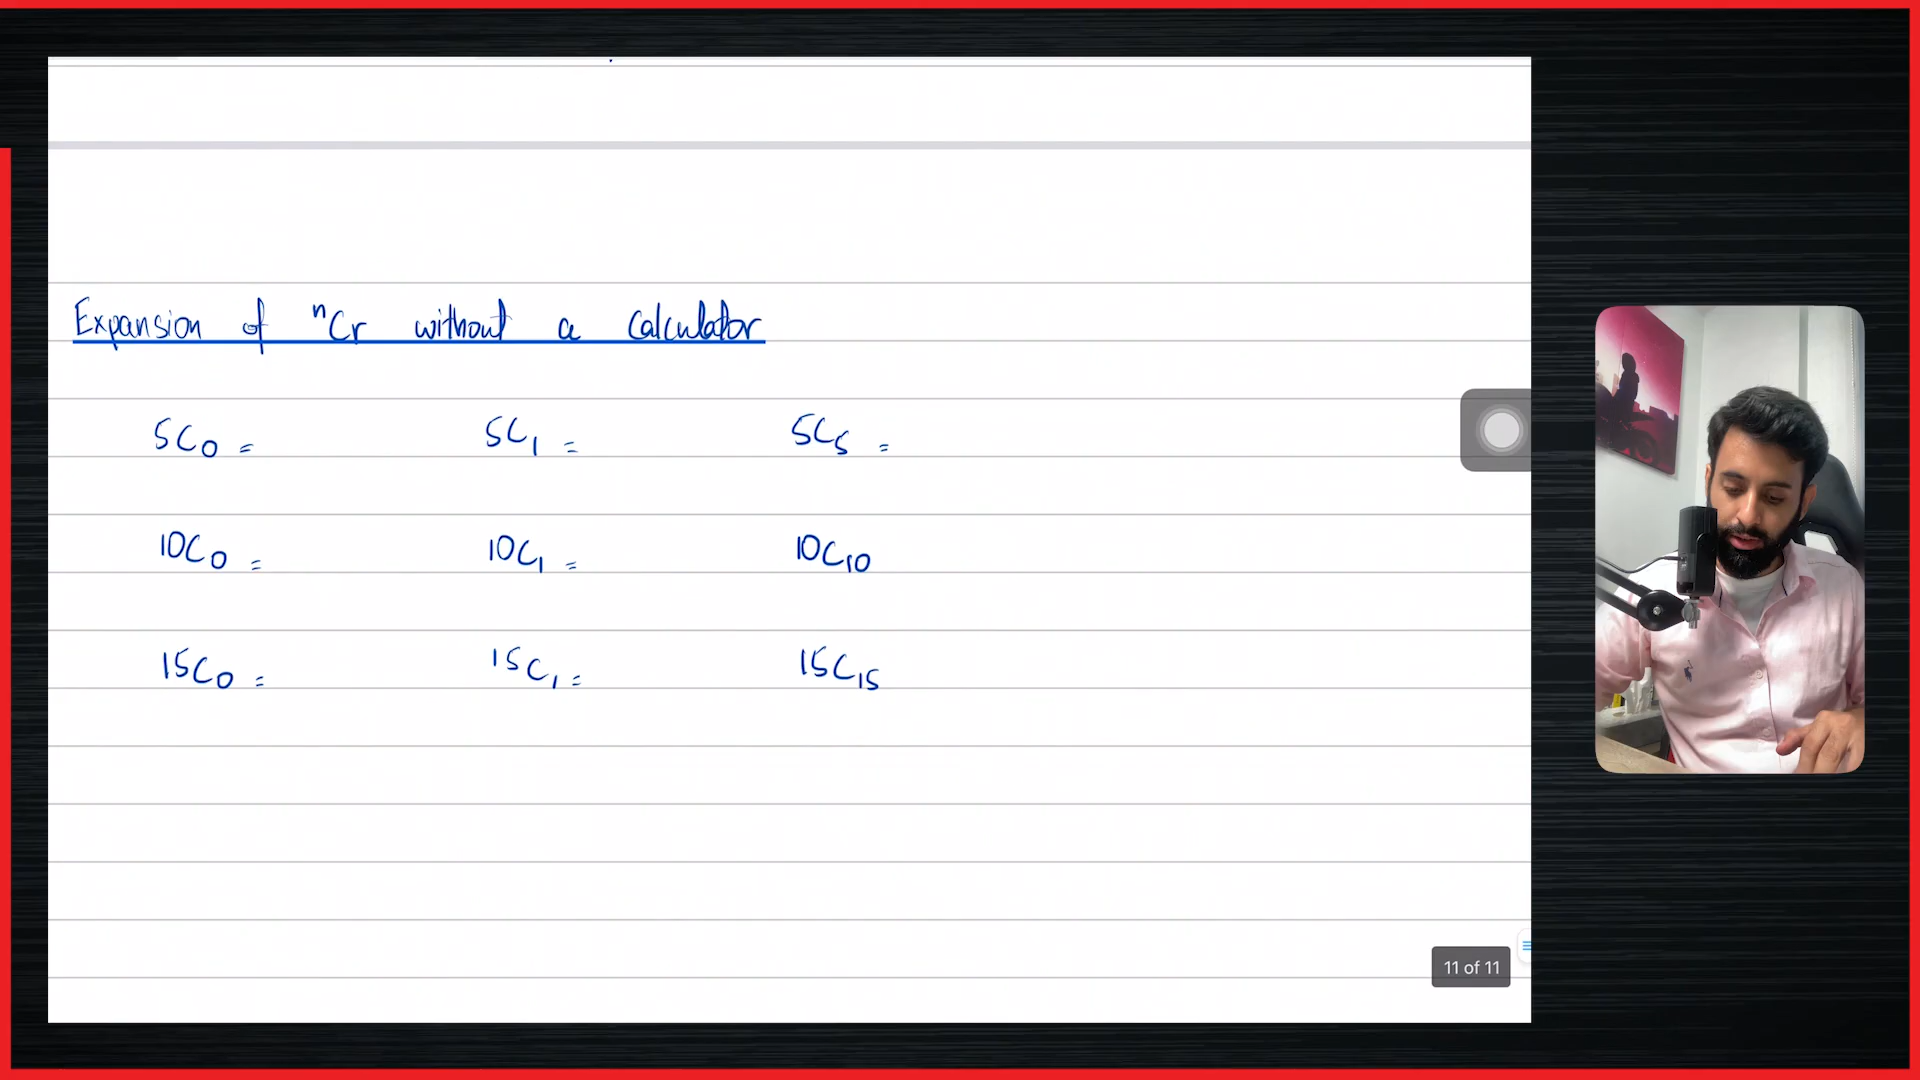 Expansion of ⁿCr without a calculator
5C₀ = 5C₁ = 5C₅ =
10C₀ = 10C₁ = 10C₁₀
15C₀ = 15C₁ = 15C₁₅
11 of 11